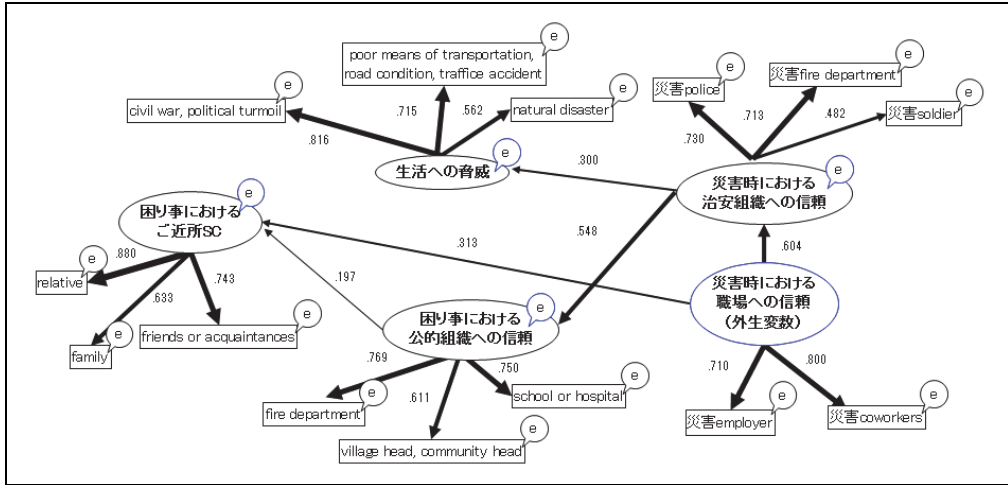 e
poor means of transportation,
road condition, traffice accident
e
災害fire department
e
災害police
e
civil war, political turmoil
e
natural disaster
e
災害soldier
.816
.715
.562
.730
.713
.482
生活への脅威
e
.300
災害時における
治安組織への信頼
e
困り事における
ご近所SC
e
.313
.548
.604
.880
.743
.633
.197
relative
e
friends or acquaintances
e
family
e
困り事における
公的組織への信頼
e
災害時における
職場への信頼
（外生変数）
.769
.611
.750
.710
.800
fire department
e
school or hospital
e
village head, community head
e
災害employer
e
災害coworkers
e